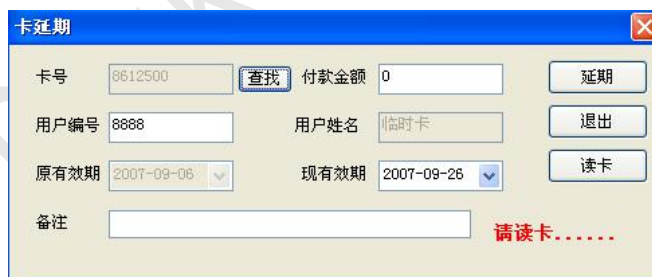 卡延期
卡号 8612500 查找 付款金额 0 延期
用户编号 8888 用户姓名 临时卡 退出
原有效期 2007-09-06 现有效期 2007-09-26 读卡
备注
请读卡......